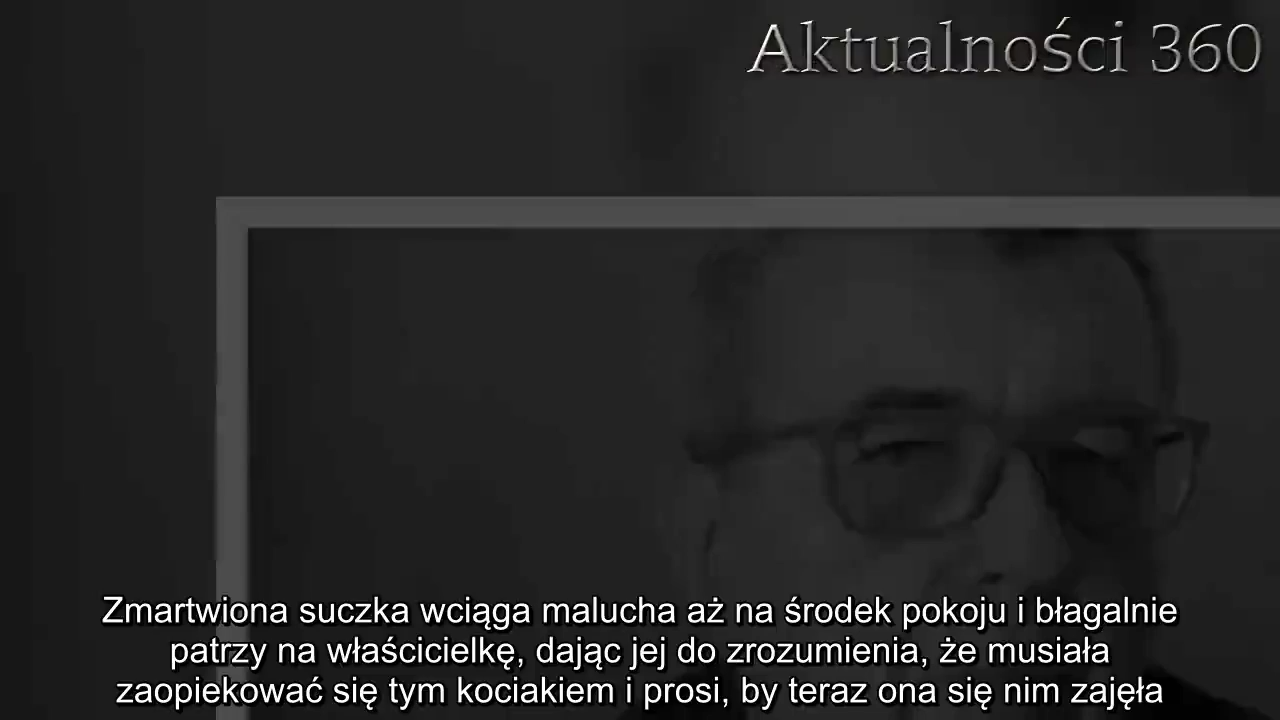 Aktualności 360
Zmartwiona suczka wciąga malucha aż na środek pokoju i błagalnie
patrzy na właścicielkę, dając jej do zrozumienia, że musiała
zaopiekować się tym kociakiem i prosi, by teraz ona się nim zajęła